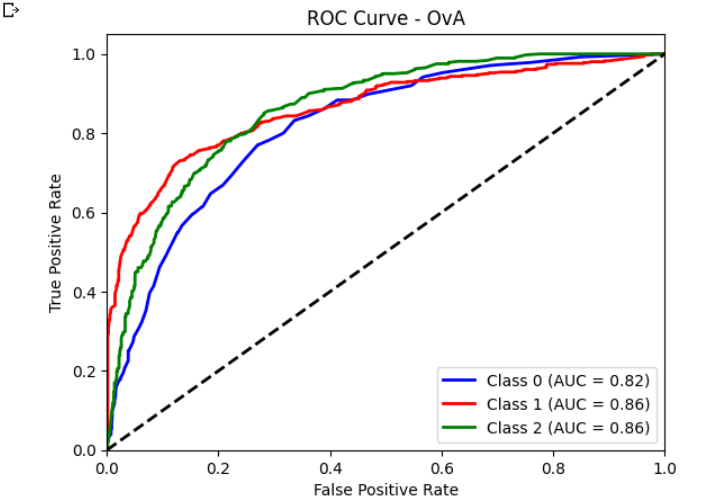 ROC Curve - OvA
True Positive Rate
1.0
0.8
0.6
0.4
0.2
0.0
Class 0 (AUC = 0.82)
Class 1 (AUC = 0.86)
Class 2 (AUC = 0.86)
0.0 0.2 0.4 0.6 0.8 1.0
False Positive Rate